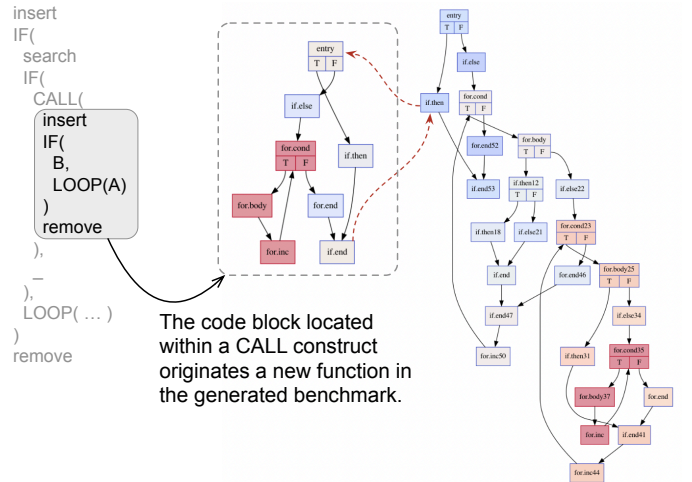 insert
IF(
search
IF(
CALL(
insert
IF(
B,
LOOP(A)
)
remove
),
_
),
LOOP( ... )
)
remove
entry
T F
if.else
for.cond
T F
if.then
for.body
for.end
for.inc
if.end
The code block located
within a CALL construct
originates a new function in
the generated benchmark.
entry
T F
if.else
if.then
for.cond
T F
for.end52
for.body
T F
if.end53
if.then12
T F
if.else22
if.then18
if.else21
for.cond23
T F
if.end
for.end46
for.body25
T F
if.end47
if.else34
for.inc50
if.then31
for.cond35
T F
for.body37
for.end
for.inc
if.end41
for.inc44